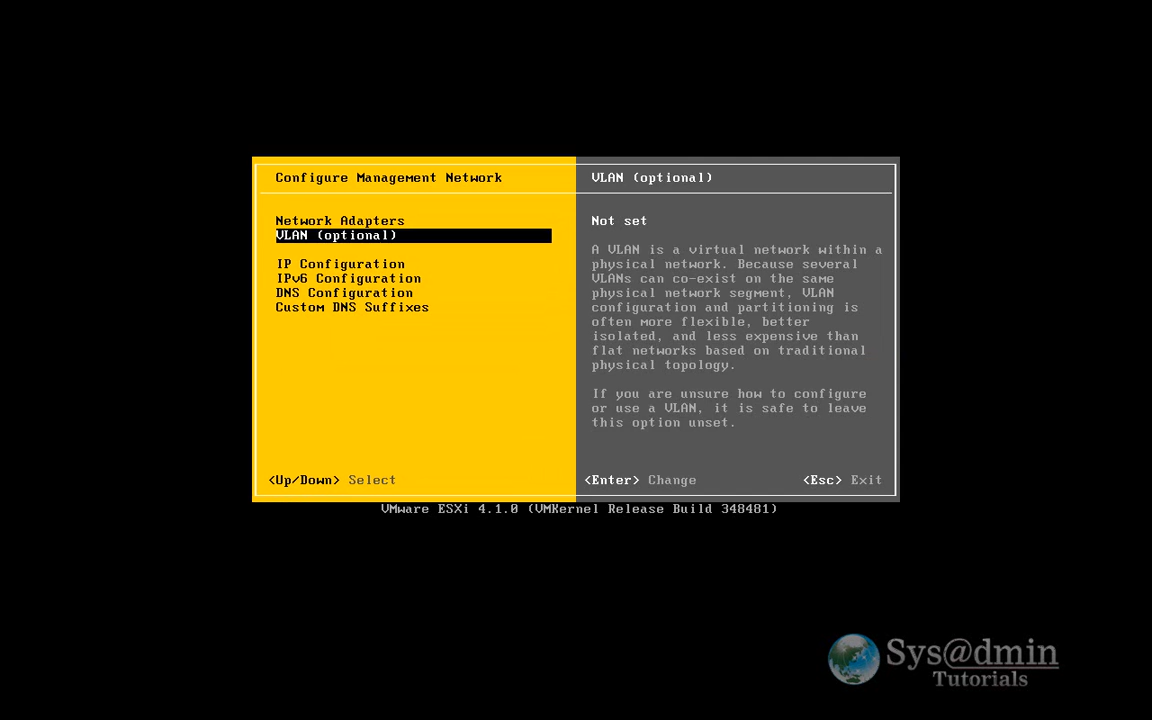 Configure Management Network
Network Adapters
VLAN (optional)
IP Configuration
IPv6 Configuration
DNS Configuration
Custom DNS Suffixes
<Up/Down> Select
VLAN (optional)
Not set
A VLAN is a virtual network within a
physical network. Because several
VLANs can co-exist on the same
physical network segment, VLAN
configuration and partitioning is
often more flexible, better
isolated, and less expensive than
flat networks based on traditional
physical topology.
If you are unsure how to configure
or use a VLAN, it is safe to leave
this option unset.
<Enter> Change
<Esc> Exit
VMware ESXi 4.1.0 (VMKernel Release Build 348481)
Sys@dmin
Tutorials